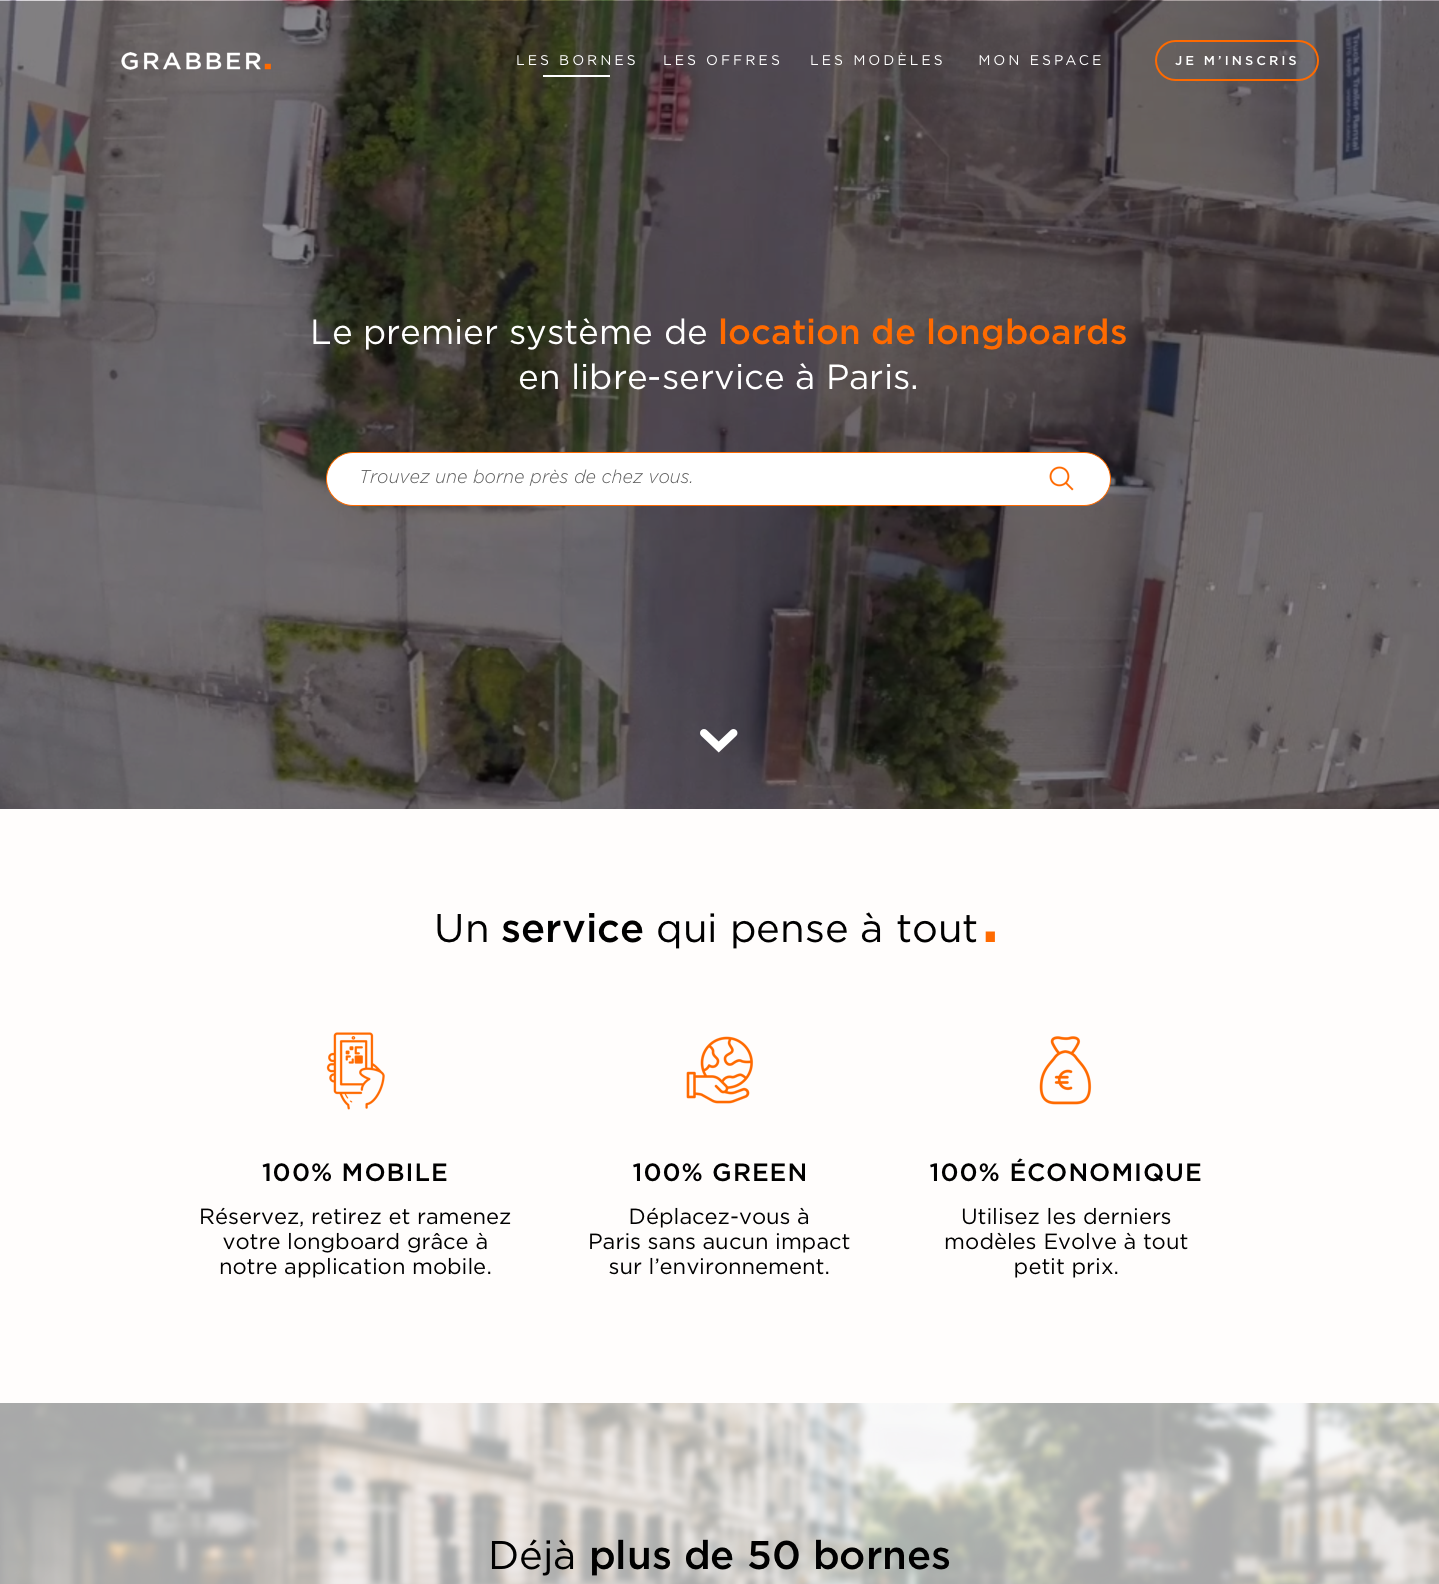 GRABBER.
LES BORNES LES OFFRES LES MODÈLES MON ESPACE JE M'INSCRIS
Truck & Trailer Rental
Le premier système de location de longboards
en libre-service à Paris.
Trouvez une borne près de chez vous.
Un service qui pense à tout.
100% MOBILE
Réservez, retirez et ramenez
votre longboard grâce à
notre application mobile.
100% GREEN
Déplacez-vous à
Paris sans aucun impact
sur l’environnement.
100% ÉCONOMIQUE
Utilisez les derniers
modèles Evolve à tout
petit prix.
Déjà plus de 50 bornes